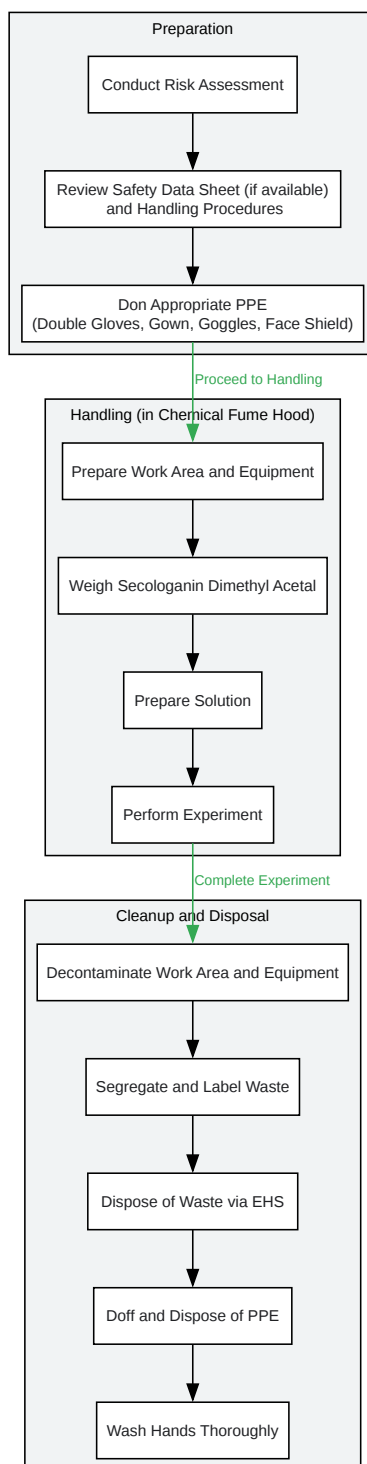 Preparation
Conduct Risk Assessment
Review Safety Data Sheet (if available)
and Handling Procedures
Don Appropriate PPE
(Double Gloves, Gown, Goggles, Face Shield)
Proceed to Handling
Handling (in Chemical Fume Hood)
Prepare Work Area and Equipment
Weigh Secologanin Dimethyl Acetal
Prepare Solution
Perform Experiment
Complete Experiment
Cleanup and Disposal
Decontaminate Work Area and Equipment
Segregate and Label Waste
Dispose of Waste via EHS
Doff and Dispose of PPE
Wash Hands Thoroughly